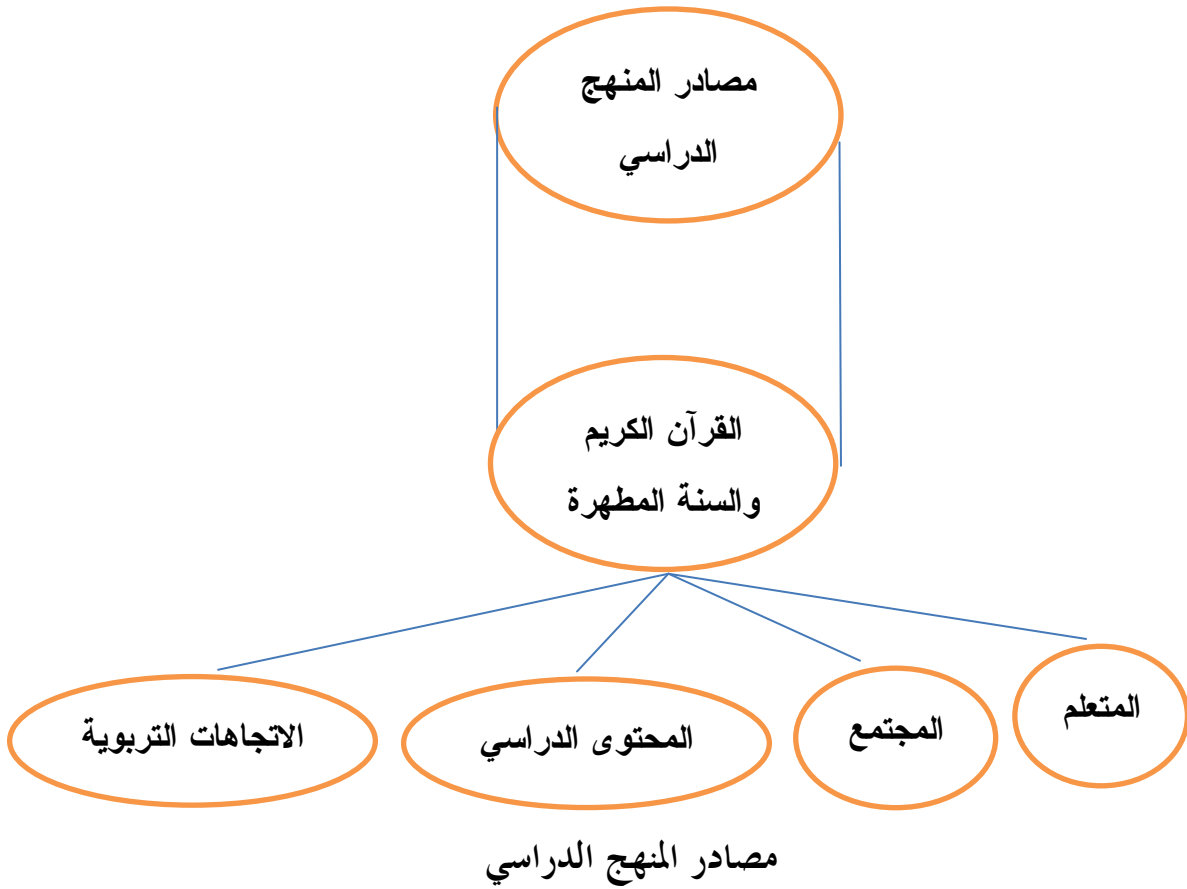 مصادر المنهج
الدراسي
القرآن الكريم
والسنة المطهرة
المتعلم
المجتمع
المحتوى الدراسي
الاتجاهات التربوية
مصادر المنهج الدراسي